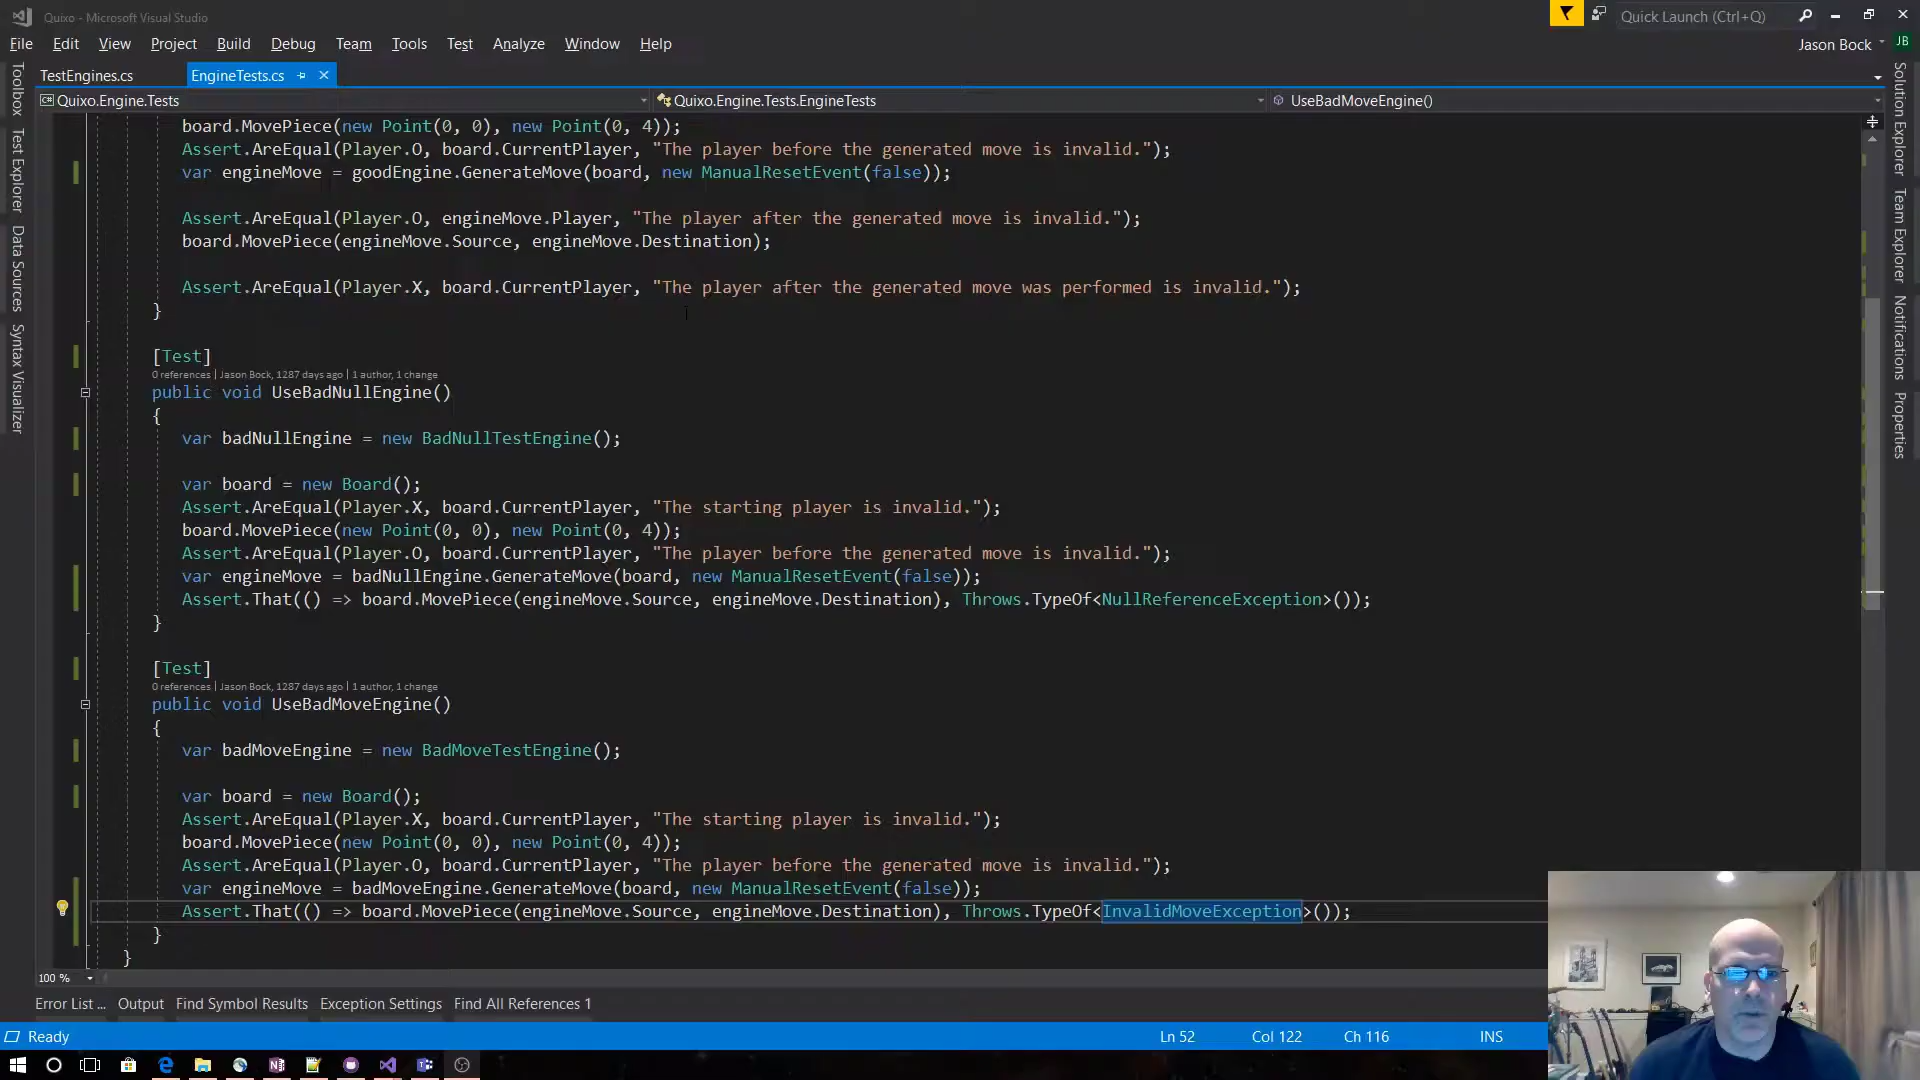 Quixo - Microsoft Visual Studio
Quick Launch (Ctrl+Q)
File Edit View Project Build Debug Team Tools Test Analyze Window Help
Jason Bock
JB
TestEngines.cs
EngineTests.cs
Quixo.Engine.Tests
Quixo.Engine.Tests.EngineTests
UseBadMoveEngine()
Toolbox
Test Explorer
Data Sources
Syntax Visualizer
board.MovePiece(new Point(0, 0), new Point(0, 4));
Assert.AreEqual(Player.O, board.CurrentPlayer, "The player before the generated move is invalid.");
var engineMove = goodEngine.GenerateMove(board, new ManualResetEvent(false));
Assert.AreEqual(Player.O, engineMove.Player, "The player after the generated move is invalid.");
board.MovePiece(engineMove.Source, engineMove.Destination);
Assert.AreEqual(Player.X, board.CurrentPlayer, "The player after the generated move was performed is invalid.");
}
[Test]
0 references | Jason Bock, 1287 days ago | 1 author, 1 change
public void UseBadNullEngine()
{
var badNullEngine = new BadNullTestEngine();
var board = new Board();
Assert.AreEqual(Player.X, board.CurrentPlayer, "The starting player is invalid.");
board.MovePiece(new Point(0, 0), new Point(0, 4));
Assert.AreEqual(Player.O, board.CurrentPlayer, "The player before the generated move is invalid.");
var engineMove = badNullEngine.GenerateMove(board, new ManualResetEvent(false));
Assert.That(() => board.MovePiece(engineMove.Source, engineMove.Destination), Throws.TypeOf<NullReferenceException>());
}
[Test]
0 references | Jason Bock, 1287 days ago | 1 author, 1 change
public void UseBadMoveEngine()
{
var badMoveEngine = new BadMoveTestEngine();
var board = new Board();
Assert.AreEqual(Player.X, board.CurrentPlayer, "The starting player is invalid.");
board.MovePiece(new Point(0, 0), new Point(0, 4));
Assert.AreEqual(Player.O, board.CurrentPlayer, "The player before the generated move is invalid.");
var engineMove = badMoveEngine.GenerateMove(board, new ManualResetEvent(false));
Assert.That(() => board.MovePiece(engineMove.Source, engineMove.Destination), Throws.TypeOf<InvalidMoveException>());
}
}
Solution Explorer
Team Explorer
Notifications
Properties
100 %
Error List ... Output Find Symbol Results Exception Settings Find All References 1
Ready
Ln 52 Col 122 Ch 116 INS